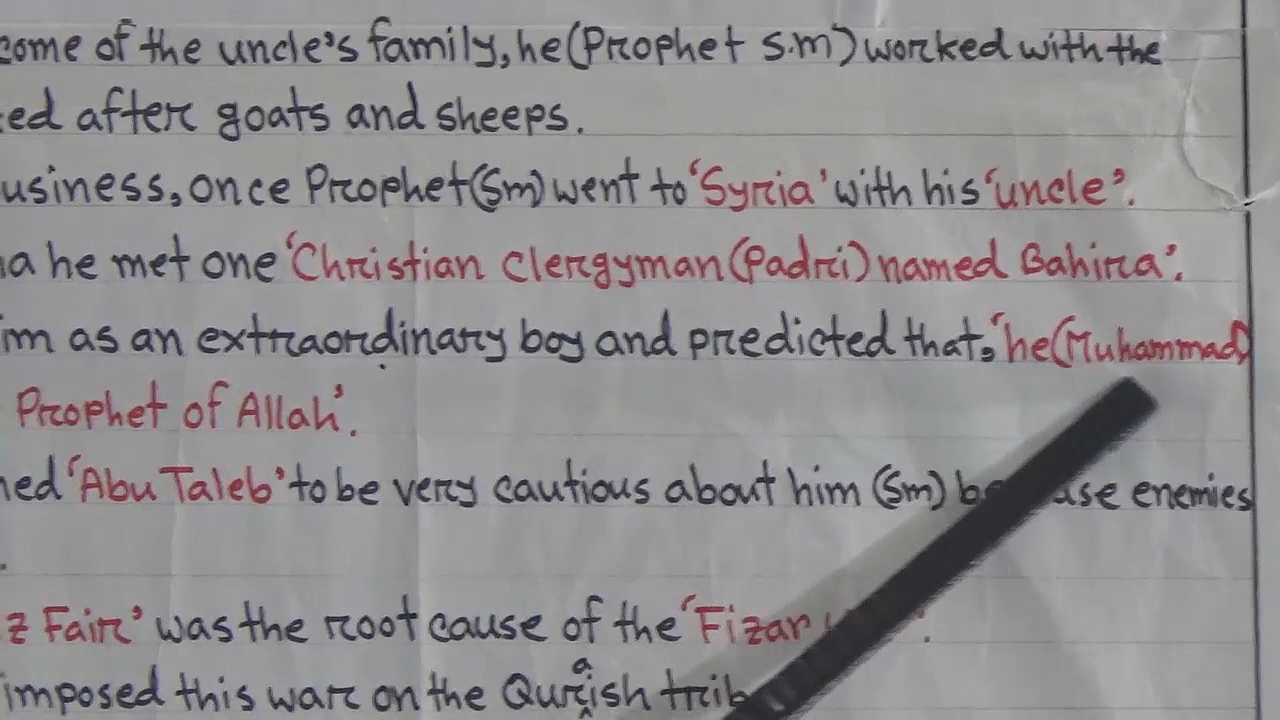 come of the uncle's family, he (Prophet s.m) worked with the
ed after goats and sheeps.
usiness, once Prophet (Sm) went to 'Syria' with his 'uncle'.
a he met one 'Christian Clergyman (Padri) named Bahira'.
im as an extraordinary boy and predicted that, 'he (Muhammad)
Prophet of Allah'.
ned 'Abu Taleb' to be very cautious about him (Sm) enemies
z Fair' was the root cause of the 'Fizar
imposed this war on the Quraish trib